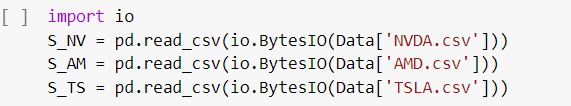 [ ] import io
S_NV = pd.read_csv(io.BytesIO(Data['NVDA.csv']))
S_AM = pd.read_csv(io.BytesIO(Data['AMD.csv']))
S_TS = pd.read_csv(io.BytesIO(Data['TSLA.csv']))